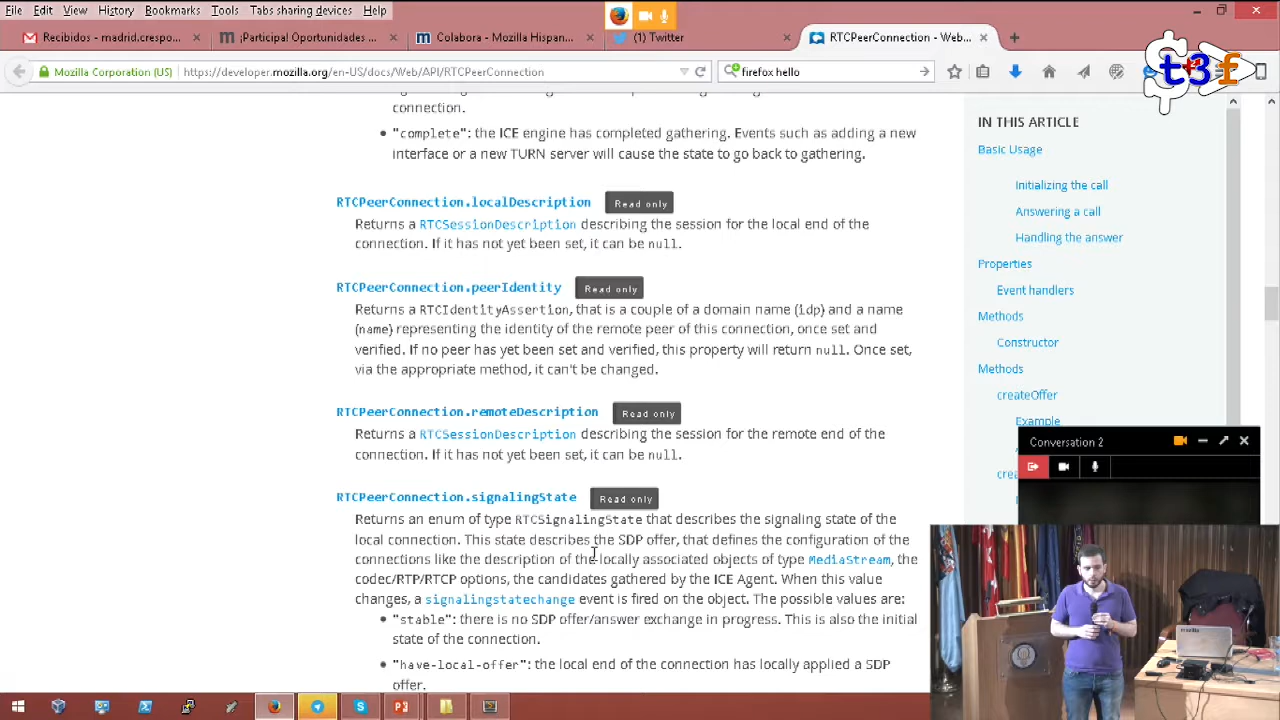 File Edit View History Bookmarks Tools Tabs sharing devices Help
Recibidos - madrid.crespo...
¡Participa! Oportunidades ...
Colabora - Mozilla Hispan...
(1) Twitter
RTCPeerConnection - Web...
Mozilla Corporation (US)
https://developer.mozilla.org/en-US/docs/Web/API/RTCPeerConnection
firefox hello
t3f
connection.
"complete": the ICE engine has completed gathering. Events such as adding a new
interface or a new TURN server will cause the state to go back to gathering.
RTCPeerConnection.localDescription Read only
Returns a RTCSessionDescription describing the session for the local end of the
connection. If it has not yet been set, it can be null.
RTCPeerConnection.peerIdentity Read only
Returns a RTCIdentityAssertion, that is a couple of a domain name (idp) and a name
(name) representing the identity of the remote peer of this connection, once set and
verified. If no peer has yet been set and verified, this property will return null. Once set,
via the appropriate method, it can't be changed.
RTCPeerConnection.remoteDescription Read only
Returns a RTCSessionDescription describing the session for the remote end of the
connection. If it has not yet been set, it can be null.
RTCPeerConnection.signalingState Read only
Returns an enum of type RTCSignalingState that describes the signaling state of the
local connection. This state describes the SDP offer, that defines the configuration of the
connections like the description of the locally associated objects of type MediaStream, the
codec/RTP/RTCP options, the candidates gathered by the ICE Agent. When this value
changes, a signalingstatechange event is fired on the object. The possible values are:
"stable": there is no SDP offer/answer exchange in progress. This is also the initial
state of the connection.
"have-local-offer": the local end of the connection has locally applied a SDP
offer.
IN THIS ARTICLE
Basic Usage
Initializing the call
Answering a call
Handling the answer
Properties
Event handlers
Methods
Constructor
Methods
createOffer
Example
Conversation 2
mozilla